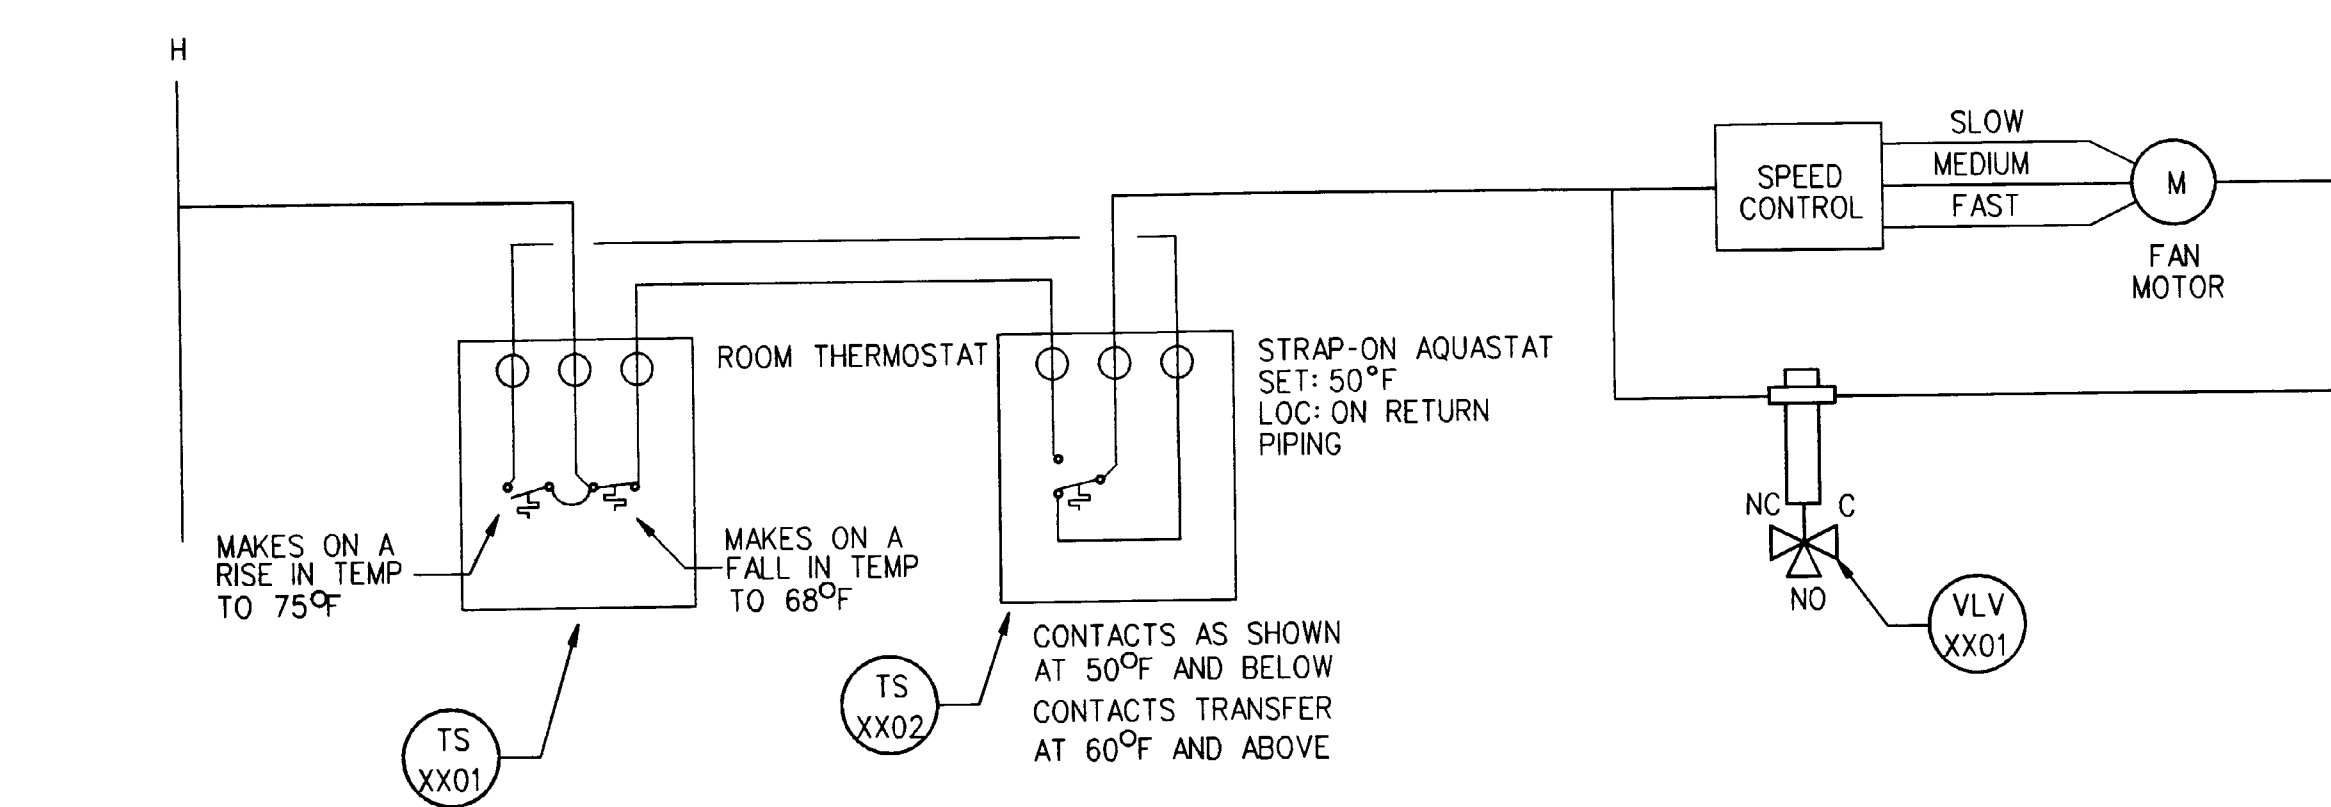 H
SLOW
MEDIUM
FAST
SPEED
CONTROL
M
FAN
MOTOR
ROOM THERMOSTAT
STRAP-ON AQUASTAT
SET: 50°F
LOC: ON RETURN
PIPING
MAKES ON A
RISE IN TEMP
TO 75°F
MAKES ON A
FALL IN TEMP
TO 68°F
NC
C
NO
VLV
XX01
CONTACTS AS SHOWN
AT 50°F AND BELOW
CONTACTS TRANSFER
AT 60°F AND ABOVE
TS
XX02
TS
XX01